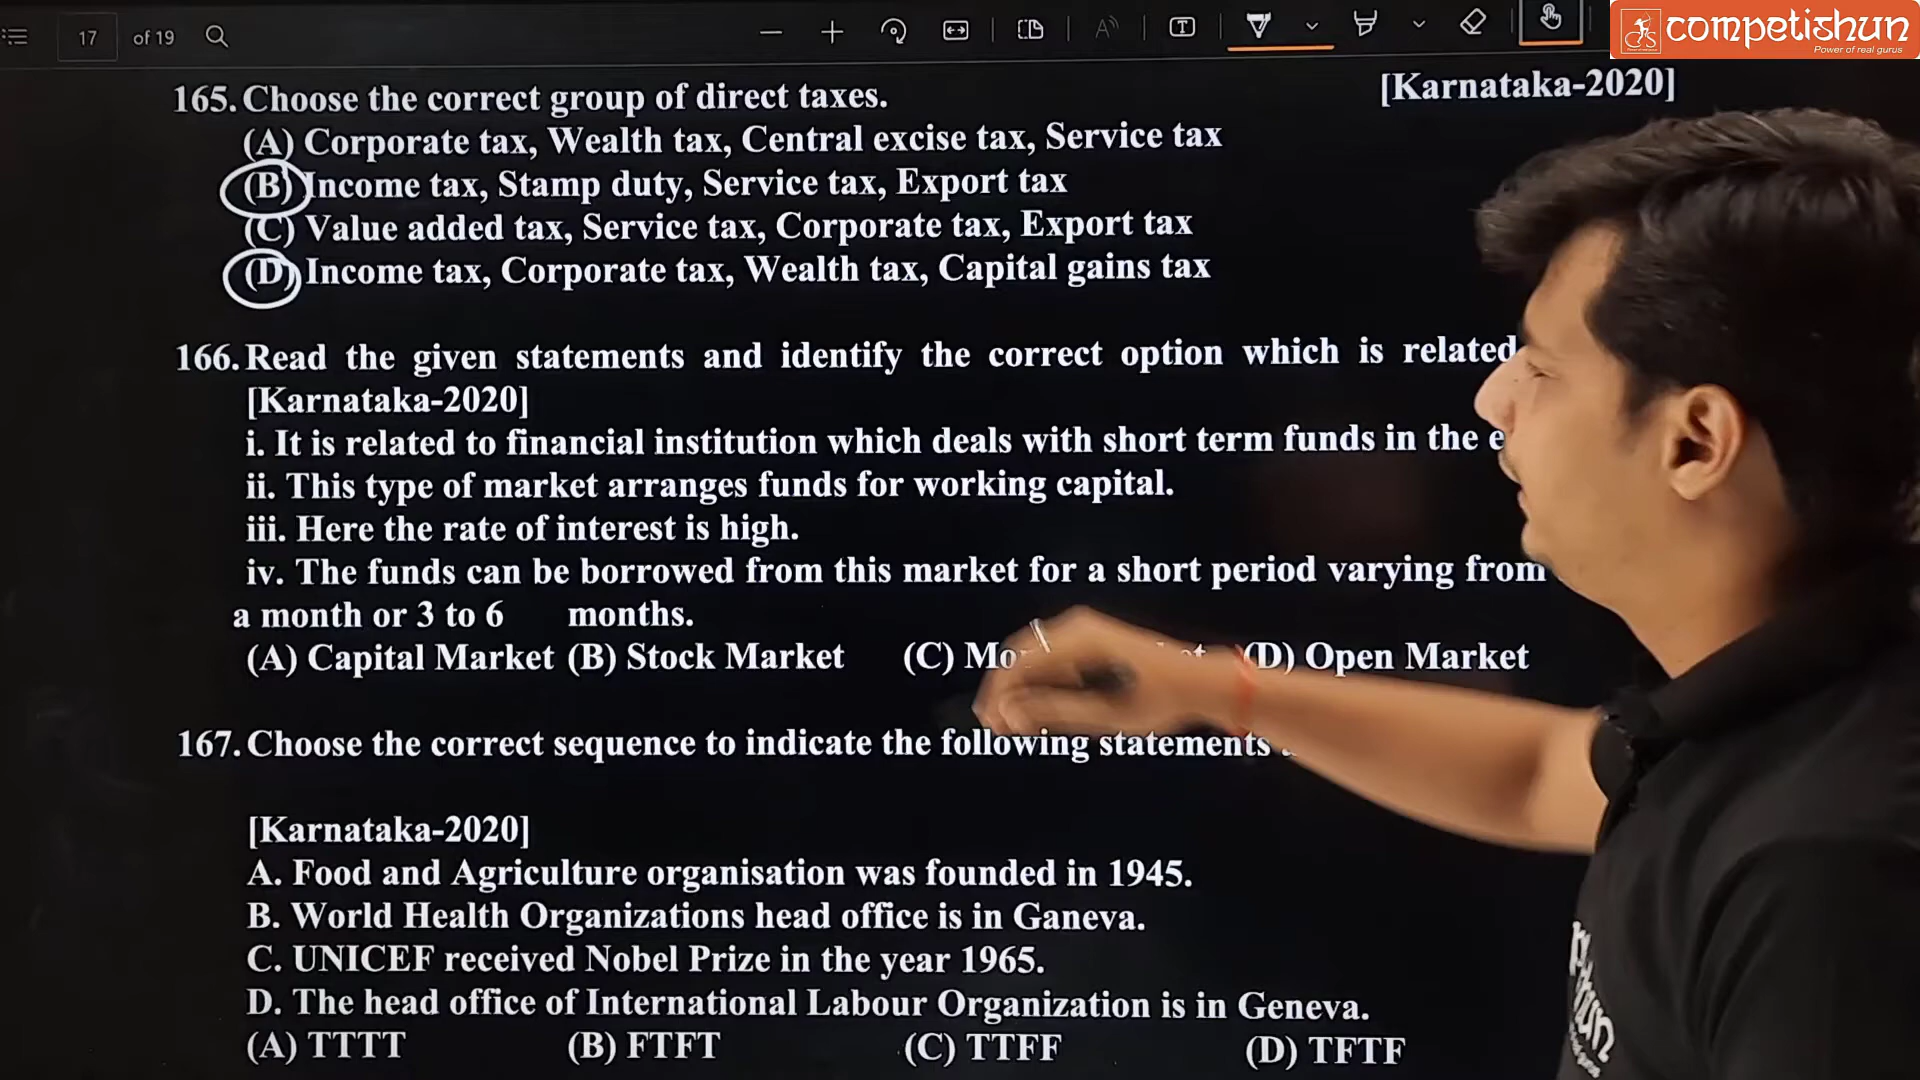 17 of 19
competishun
Power of real gurus
165. Choose the correct group of direct taxes. [Karnataka-2020]
(A) Corporate tax, Wealth tax, Central excise tax, Service tax
(B) Income tax, Stamp duty, Service tax, Export tax
(C) Value added tax, Service tax, Corporate tax, Export tax
(D) Income tax, Corporate tax, Wealth tax, Capital gains tax
166. Read the given statements and identify the correct option which is related
[Karnataka-2020]
i. It is related to financial institution which deals with short term funds in the
ii. This type of market arranges funds for working capital.
iii. Here the rate of interest is high.
iv. The funds can be borrowed from this market for a short period varying from
a month or 3 to 6 months.
(A) Capital Market (B) Stock Market (C) (D) Open Market
167. Choose the correct sequence to indicate the following statements
[Karnataka-2020]
A. Food and Agriculture organisation was founded in 1945.
B. World Health Organizations head office is in Ganeva.
C. UNICEF received Nobel Prize in the year 1965.
D. The head office of International Labour Organization is in Geneva.
(A) TTTT (B) FTFT (C) TTFF (D) TFTF